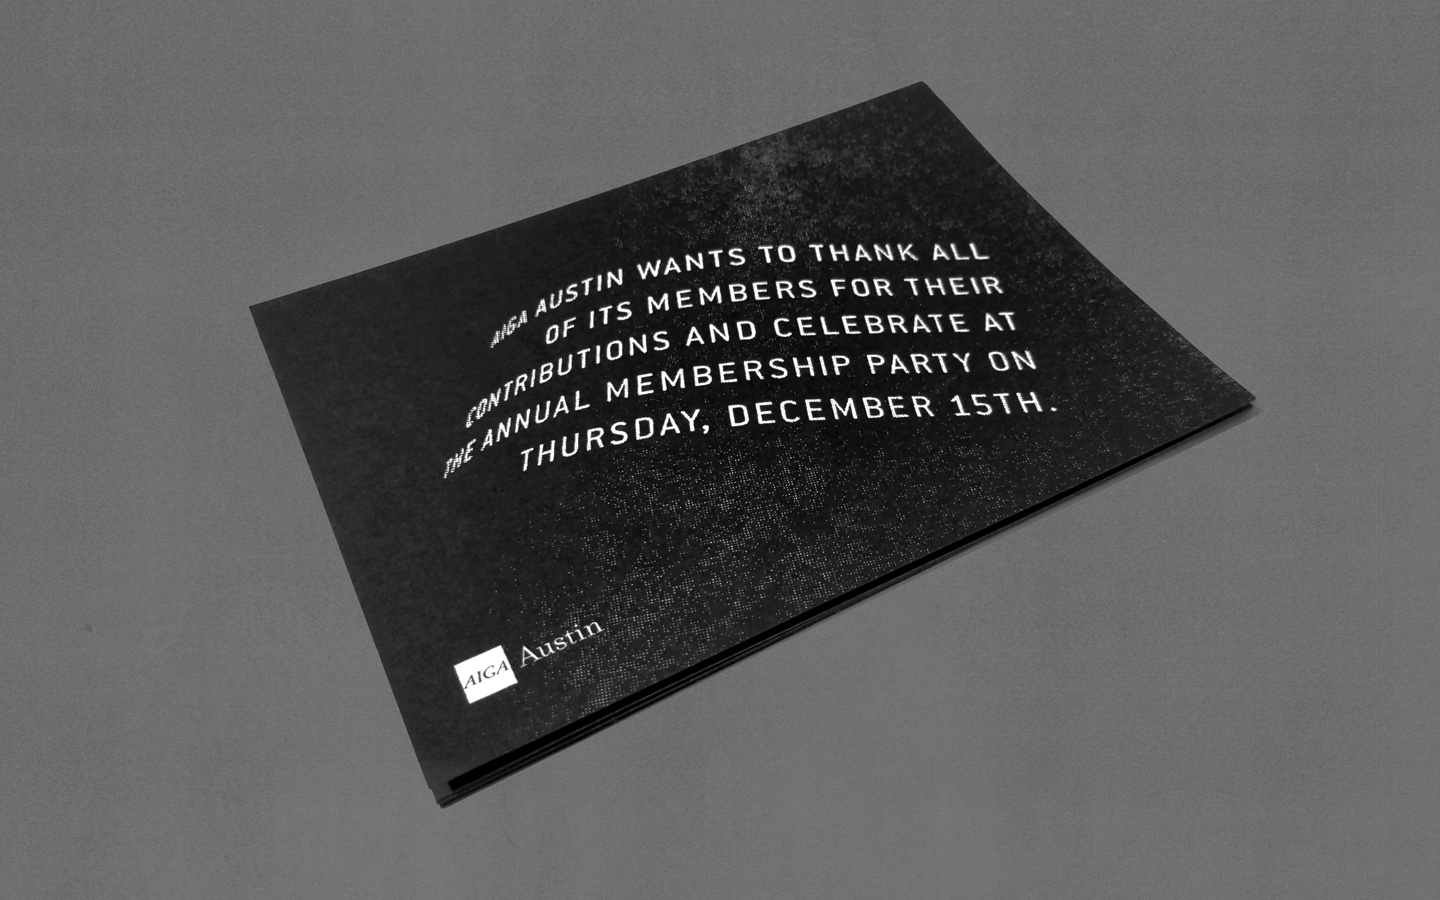 AIGA AUSTIN WANTS TO THANK ALL
OF ITS MEMBERS FOR THEIR
CONTRIBUTIONS AND CELEBRATE AT
THE ANNUAL MEMBERSHIP PARTY ON
THURSDAY, DECEMBER 15TH.
AIGA Austin